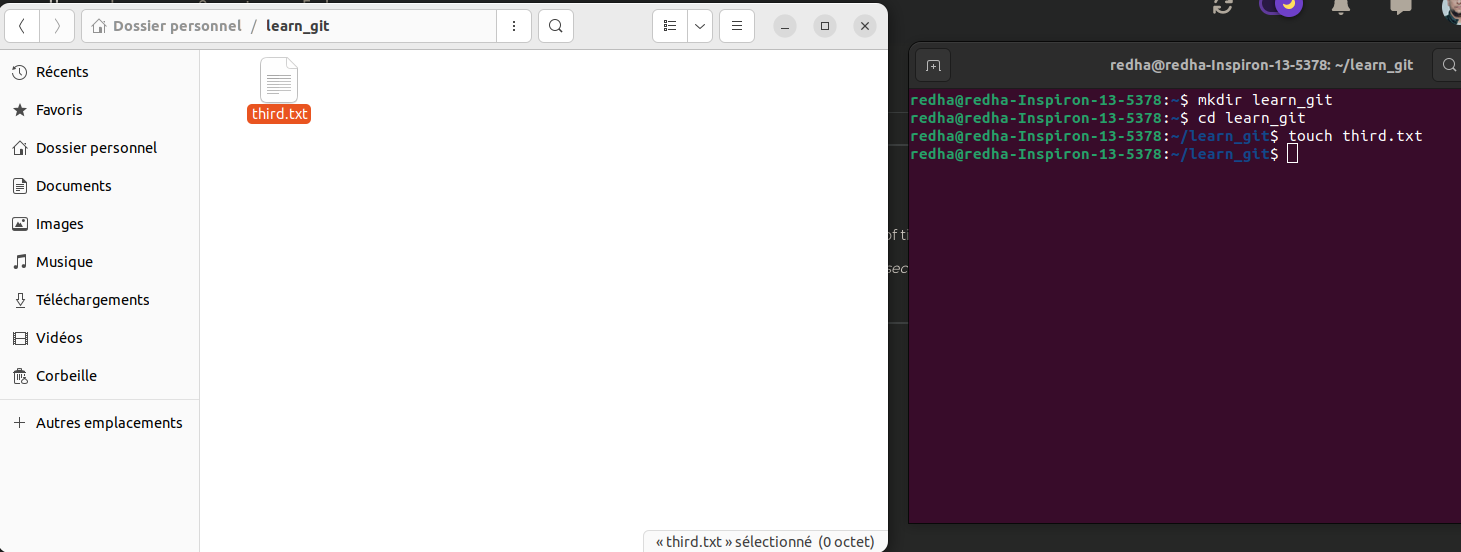 Dossier personnel / learn_git
Récents
Favoris
Dossier personnel
Documents
Images
Musique
Téléchargements
Vidéos
Corbeille
Autres emplacements
third.txt
« third.txt » sélectionné (0 octet)
of ti
sec
redha@redha-Inspiron-13-5378: ~/learn_git
redha@redha-Inspiron-13-5378:~$ mkdir learn_git
redha@redha-Inspiron-13-5378:~$ cd learn_git
redha@redha-Inspiron-13-5378:~/learn_git$ touch third.txt
redha@redha-Inspiron-13-5378:~/learn_git$